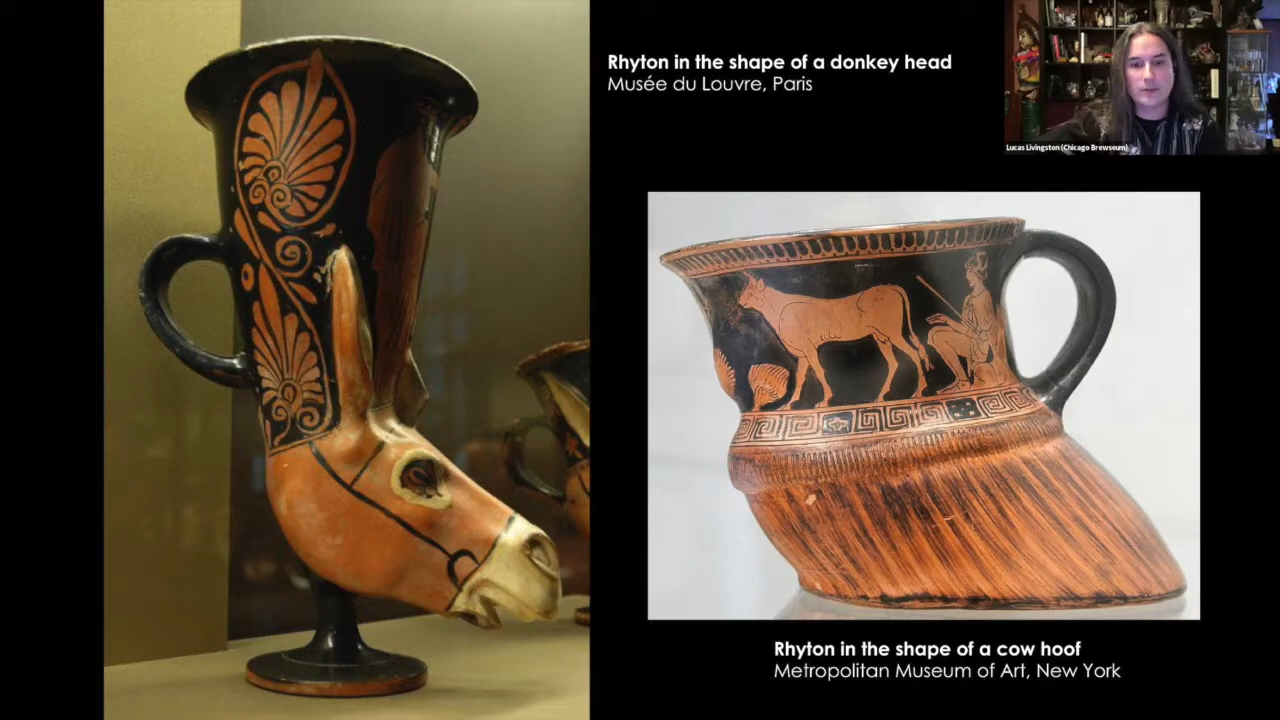 Rhyton in the shape of a donkey head
Musée du Louvre, Paris
Lucas Livingston (Chicago Brewseum)
Rhyton in the shape of a cow hoof
Metropolitan Museum of Art, New York